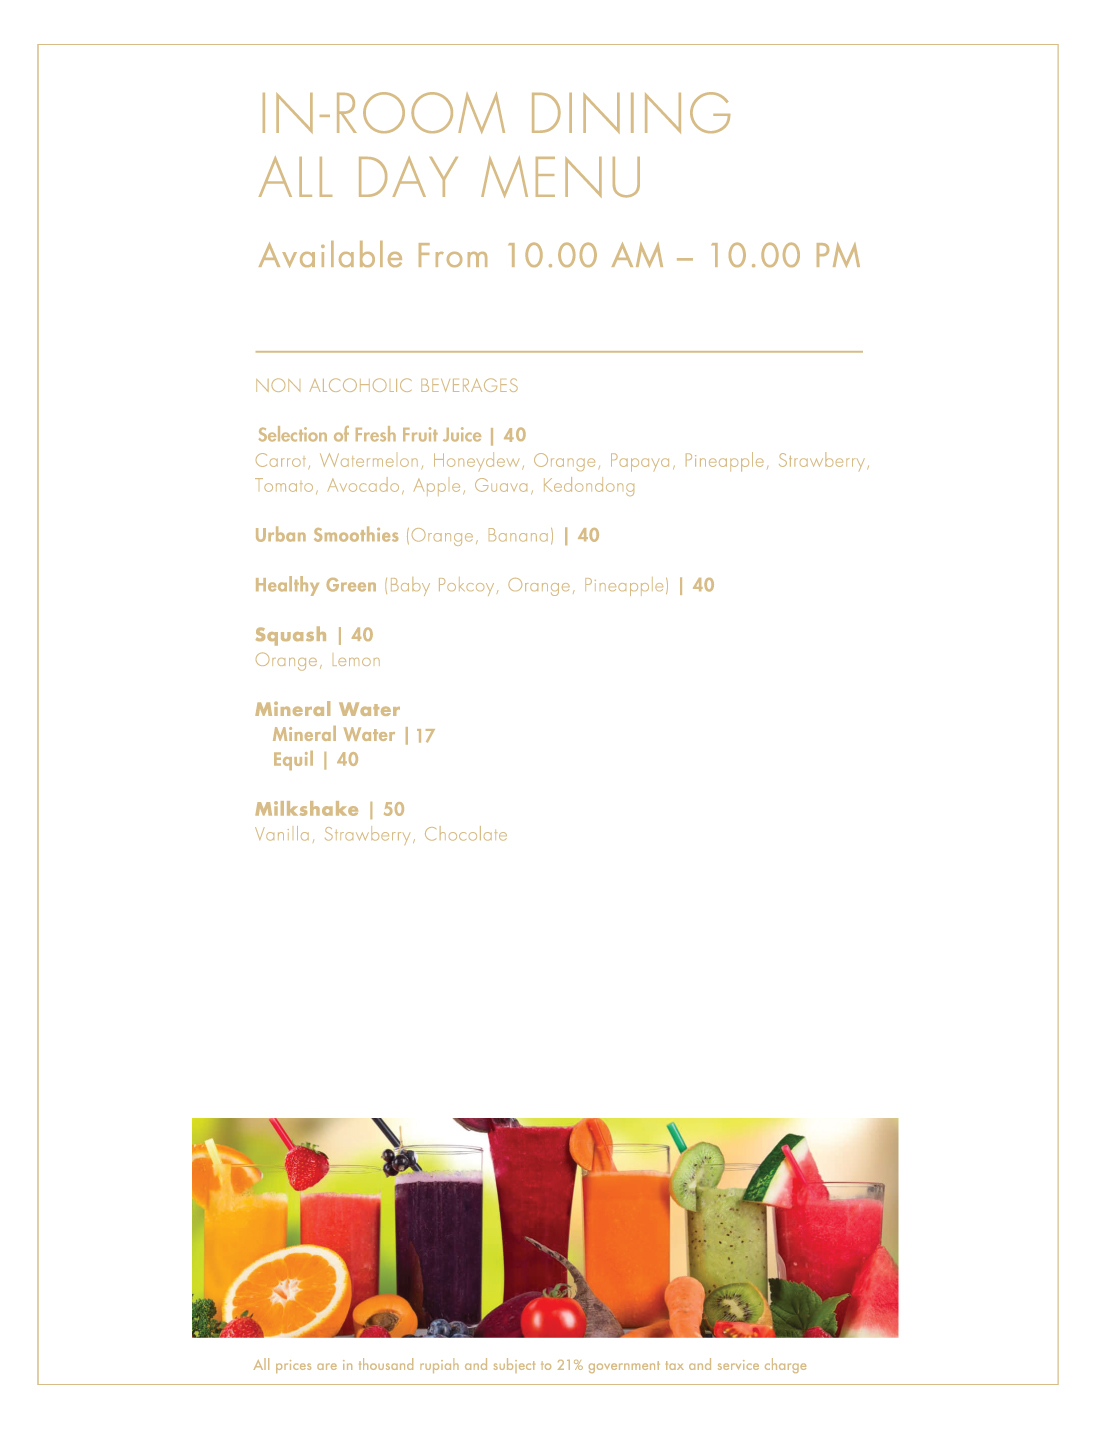 IN-ROOM DINING
ALL DAY MENU
Available From 10.00 AM – 10.00 PM
NON ALCOHOLIC BEVERAGES
Selection of Fresh Fruit Juice | 40
Carrot, Watermelon, Honeydew, Orange, Papaya, Pineapple, Strawberry,
Tomato, Avocado, Apple, Guava, Kedondong
Urban Smoothies (Orange, Banana) | 40
Healthy Green (Baby Pokcoy, Orange, Pineapple) | 40
Squash | 40
Orange, Lemon
Mineral Water
Mineral Water | 17
Equil | 40
Milkshake | 50
Vanilla, Strawberry, Chocolate
All prices are in thousand rupiah and subject to 21% government tax and service charge